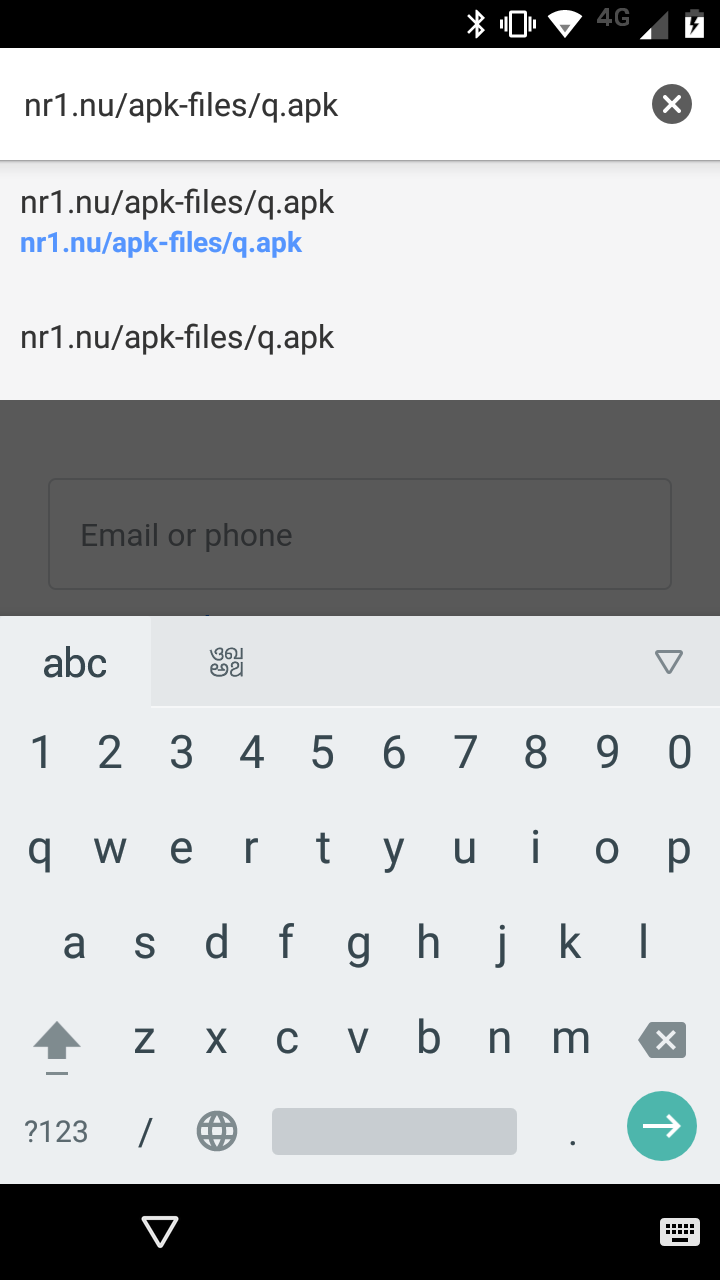 4G
nr1.nu/apk-files/q.apk
nr1.nu/apk-files/q.apk
nr1.nu/apk-files/q.apk
nr1.nu/apk-files/q.apk
Email or phone
abc
1 2 3 4 5 6 7 8 9 0
q w e r t y u i o p
a s d f g h j k l
z x c v b n m
?123 / .